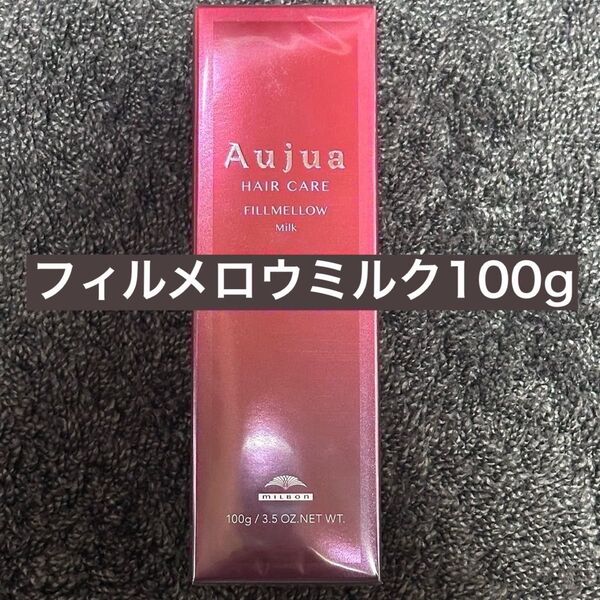 Aujua
HAIR CARE
FILLMELLOW
Milk
フィルメロウミルク100g
MILBON
100g / 3.5 OZ.NET WT.